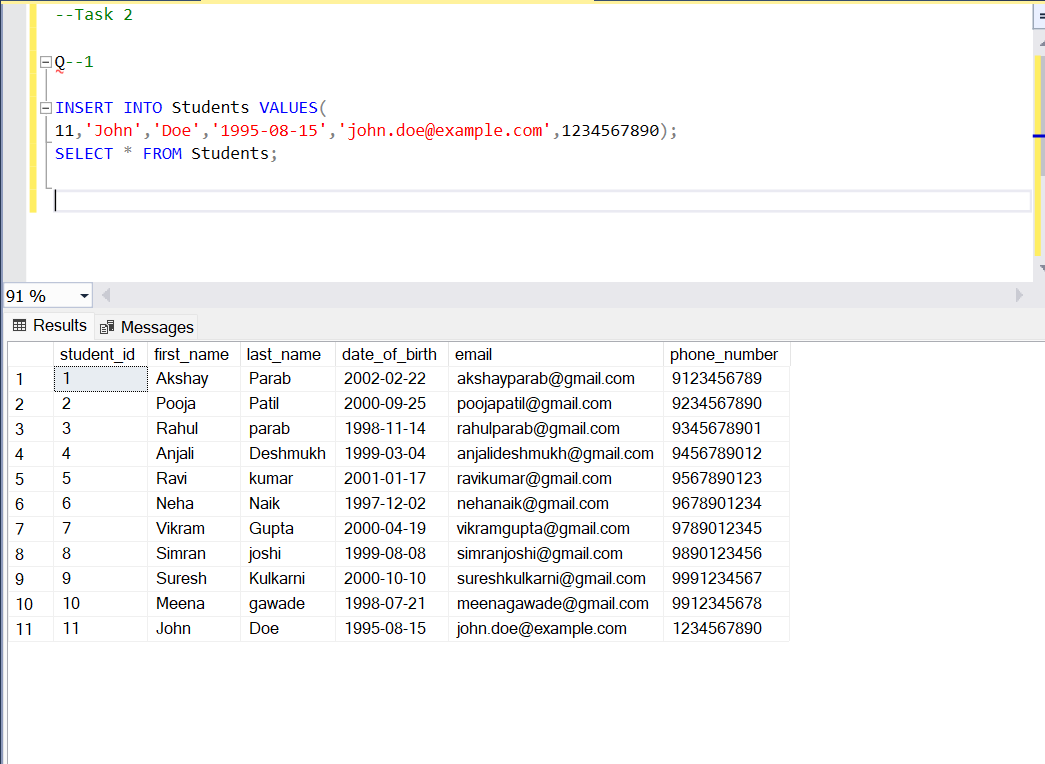 --Task 2
Q--1
INSERT INTO Students VALUES(
11,'John','Doe','1995-08-15','john.doe@example.com',1234567890);
SELECT * FROM Students;
91 %
Results Messages
student_id first_name last_name date_of_birth email phone_number
1 1 Akshay Parab 2002-02-22 akshayparab@gmail.com 9123456789
2 2 Pooja Patil 2000-09-25 poojapatil@gmail.com 9234567890
3 3 Rahul parab 1998-11-14 rahulparab@gmail.com 9345678901
4 4 Anjali Deshmukh 1999-03-04 anjalideshmukh@gmail.com 9456789012
5 5 Ravi kumar 2001-01-17 ravikumar@gmail.com 9567890123
6 6 Neha Naik 1997-12-02 nehanaik@gmail.com 9678901234
7 7 Vikram Gupta 2000-04-19 vikramgupta@gmail.com 9789012345
8 8 Simran joshi 1999-08-08 simranjoshi@gmail.com 9890123456
9 9 Suresh Kulkarni 2000-10-10 sureshkulkarni@gmail.com 9991234567
10 10 Meena gawade 1998-07-21 meenagawade@gmail.com 9912345678
11 11 John Doe 1995-08-15 john.doe@example.com 1234567890